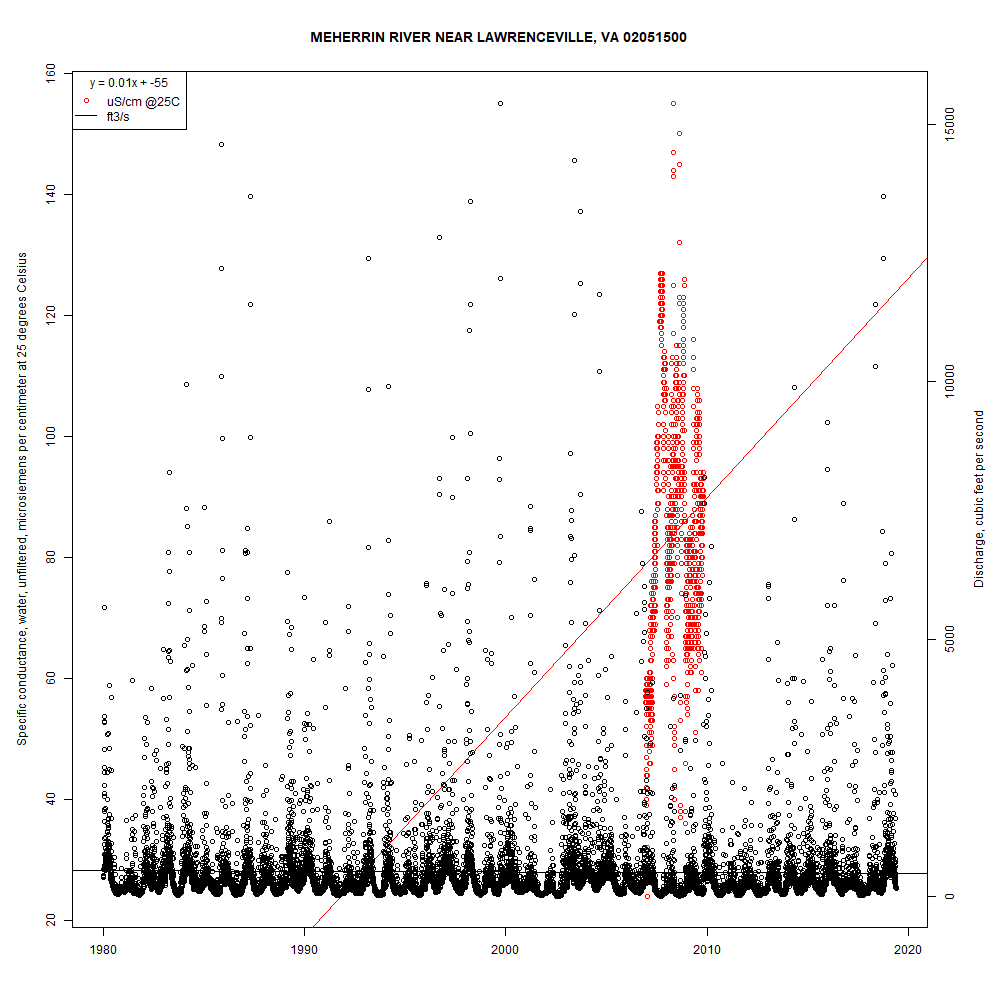 MEHERRIN RIVER NEAR LAWRENCEVILLE, VA 02051500
y = 0.01x + -55
uS/cm @25C
ft3/s
Specific conductance, water, unfiltered, microsiemens per centimeter at 25 degrees Celsius
160
140
120
100
80
60
40
20
15000
10000
5000
0
Discharge, cubic feet per second
1980 1990 2000 2010 2020